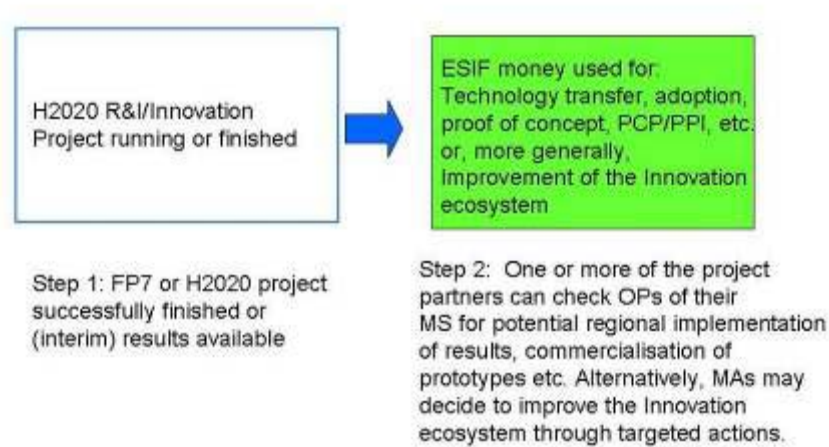 H2020 R&I/Innovation
Project running or finished
ESIF money used for:
Technology transfer, adoption,
proof of concept, PCP/PPI, etc.
or, more generally,
Improvement of the Innovation
ecosystem
Step 1: FP7 or H2020 project
successfully finished or
(interim) results available
Step 2: One or more of the project
partners can check OPs of their
MS for potential regional implementation
of results, commercialisation of
prototypes etc. Alternatively, MAs may
decide to improve the Innovation
ecosystem through targeted actions.